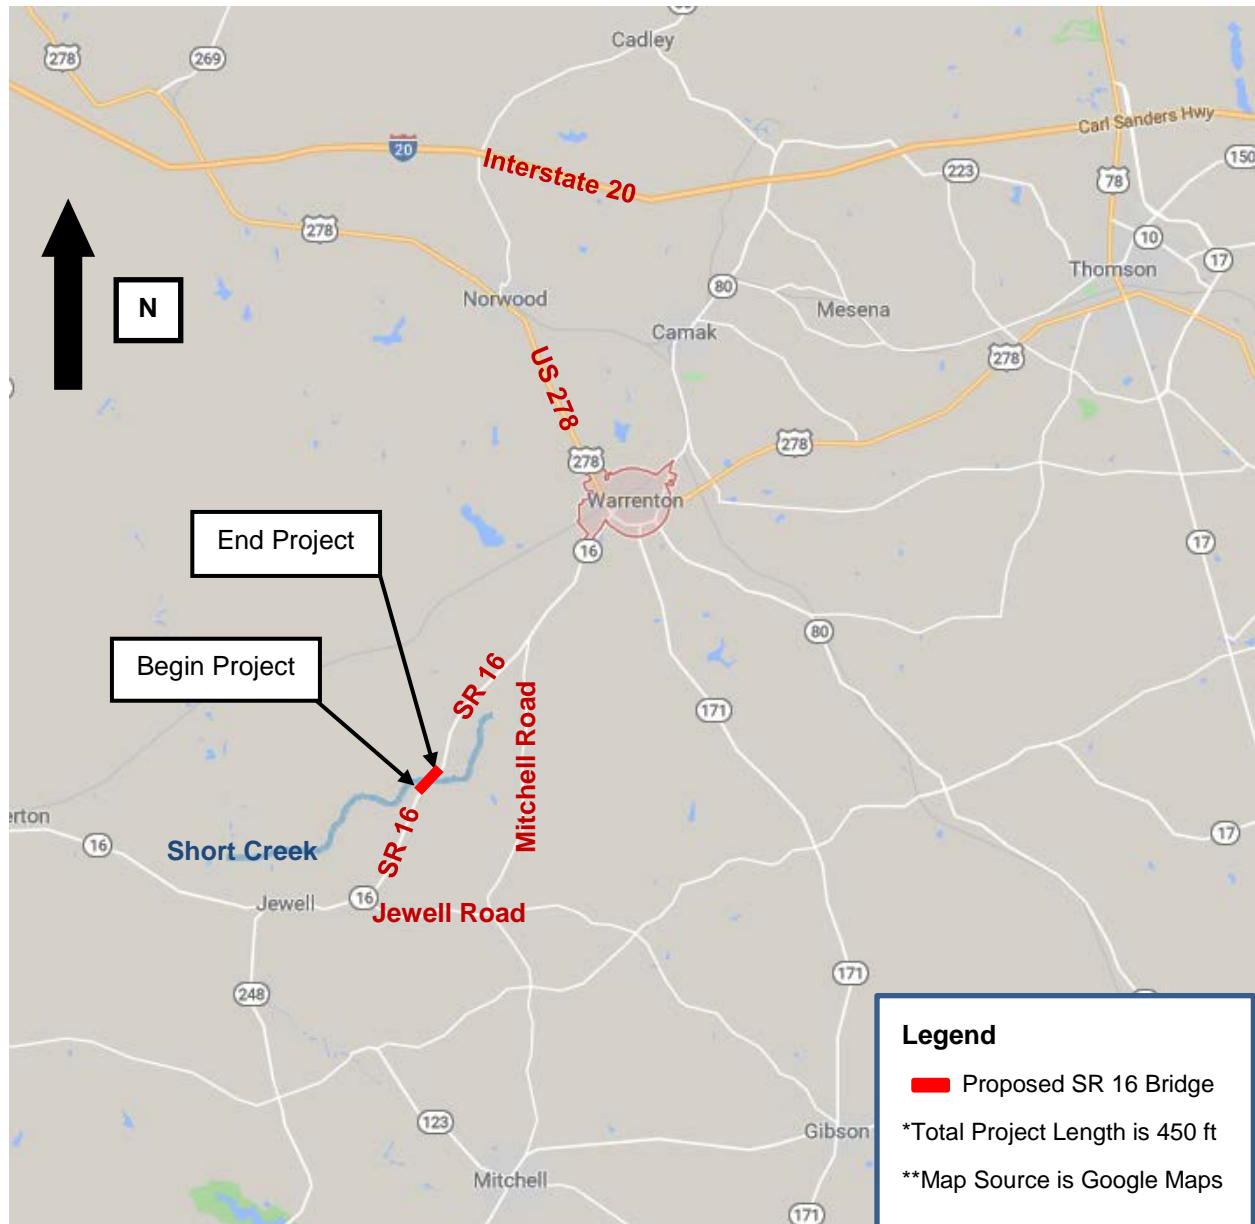 Cadley
278
269
Carl Sanders Hwy
20
Interstate 20
223
150
78
278
10
17
N
Thomson
80
Norwood
Mesena
Camak
278
US 278
278
278
Warrenton
End Project
16
17
80
Begin Project
SR 16
Mitchell Road
171
erton
16
SR 16
17
Short Creek
16
Jewell
Jewell Road
171
248
Legend
Proposed SR 16 Bridge
123
Gibson
*Total Project Length is 450 ft
Mitchell
**Map Source is Google Maps
171